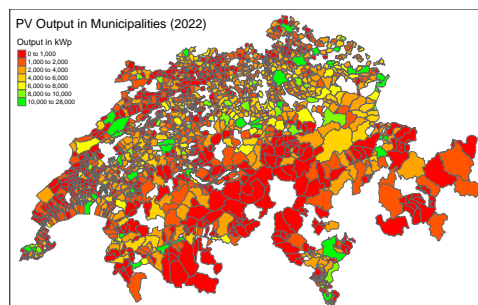 PV Output in Municipalities (2022)
Output in kWp
0 to 1,000
1,000 to 2,000
2,000 to 4,000
4,000 to 6,000
6,000 to 8,000
8,000 to 10,000
10,000 to 28,000